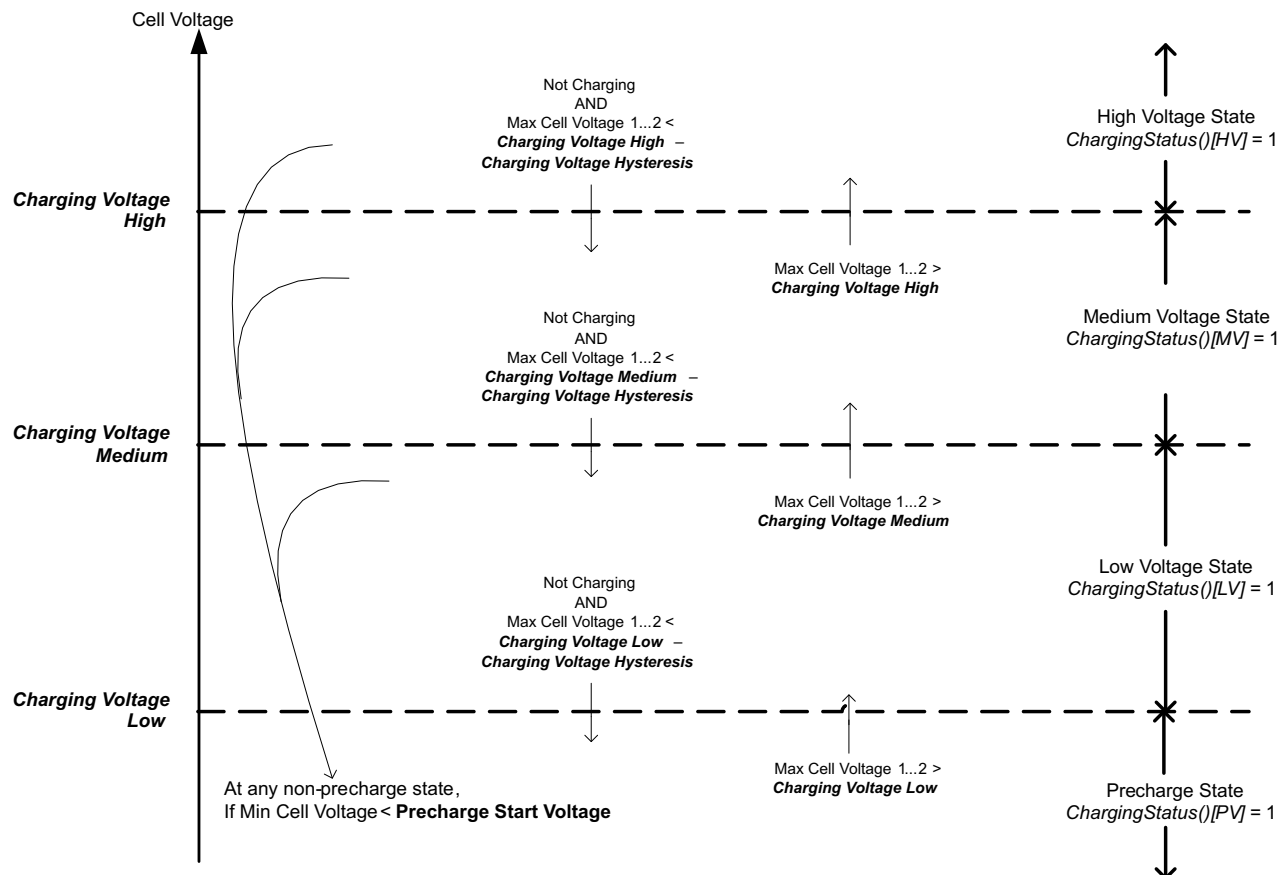 Cell Voltage
Not Charging
AND
Max Cell Voltage 1...2 <
Charging Voltage High –
Charging Voltage Hysteresis
High Voltage State
ChargingStatus()[HV] = 1
Charging Voltage
High
Max Cell Voltage 1...2 >
Charging Voltage High
Not Charging
AND
Max Cell Voltage 1...2 <
Charging Voltage Medium –
Charging Voltage Hysteresis
Medium Voltage State
ChargingStatus()[MV] = 1
Charging Voltage
Medium
Max Cell Voltage 1...2 >
Charging Voltage Medium
Not Charging
AND
Max Cell Voltage 1...2 <
Charging Voltage Low –
Charging Voltage Hysteresis
Low Voltage State
ChargingStatus()[LV] = 1
Charging Voltage
Low
Max Cell Voltage 1...2 >
Charging Voltage Low
At any non-precharge state,
If Min Cell Voltage < Precharge Start Voltage
Precharge State
ChargingStatus()[PV] = 1